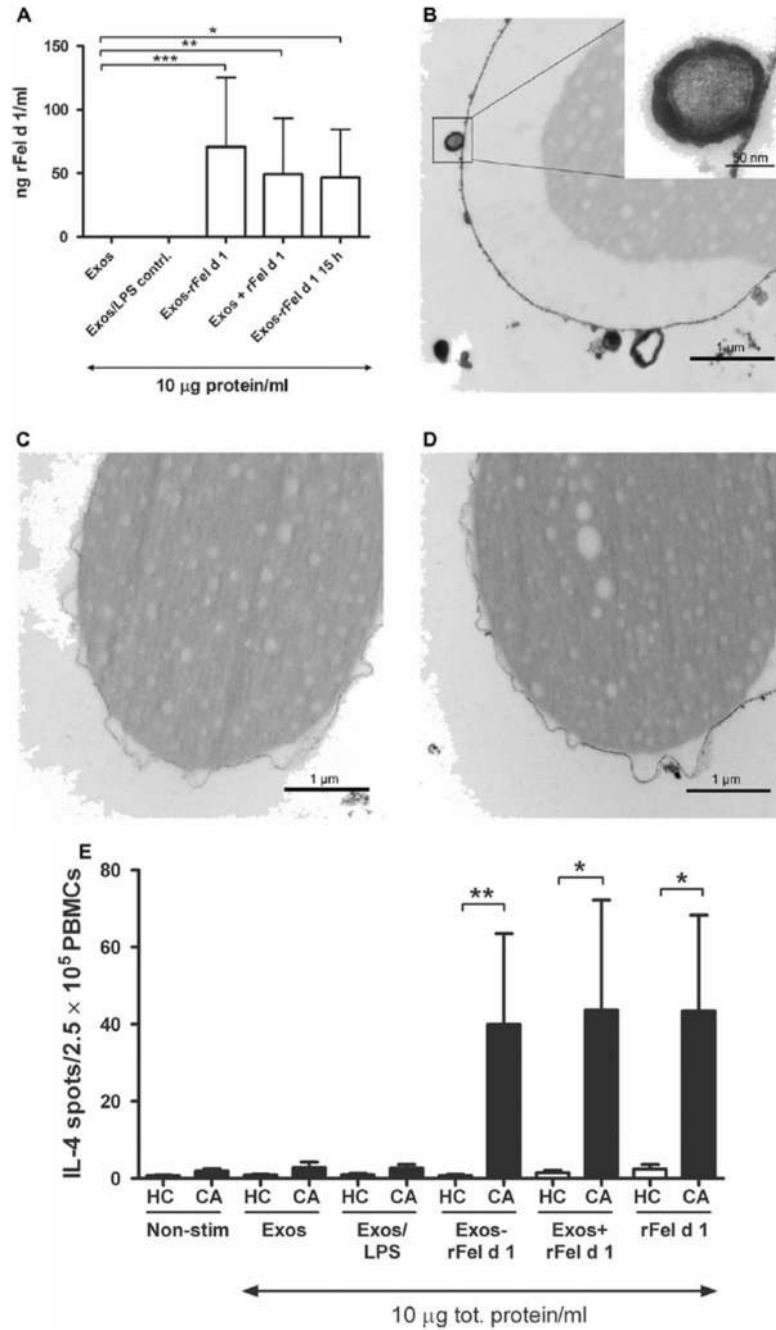 A
*
**
***
150
100
50
0
ng rFel d 1/ml
Exos
Exos/LPS contrl.
Exos-rFel d 1
Exos + rFel d 1
Exos-rFel d 1 15 h
10 µg protein/ml
B
50 nm
1 µm
C
1 µm
D
1 µm
E
80
60
40
20
0
IL-4 spots/2.5 × 10⁵ PBMCs
**
*
*
HC CA HC CA HC CA HC CA HC CA HC CA
Non-stim Exos Exos/ Exos- Exos+ rFel d 1
LPS rFel d 1 rFel d 1
10 µg tot. protein/ml